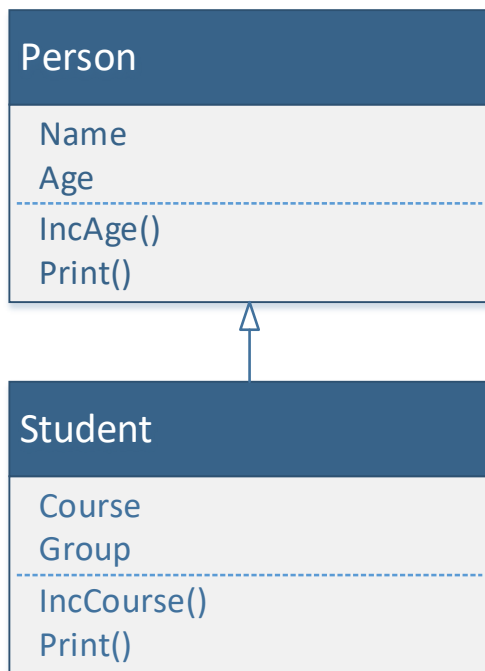 Person
Name
Age
IncAge()
Print()
Student
Course
Group
IncCourse()
Print()